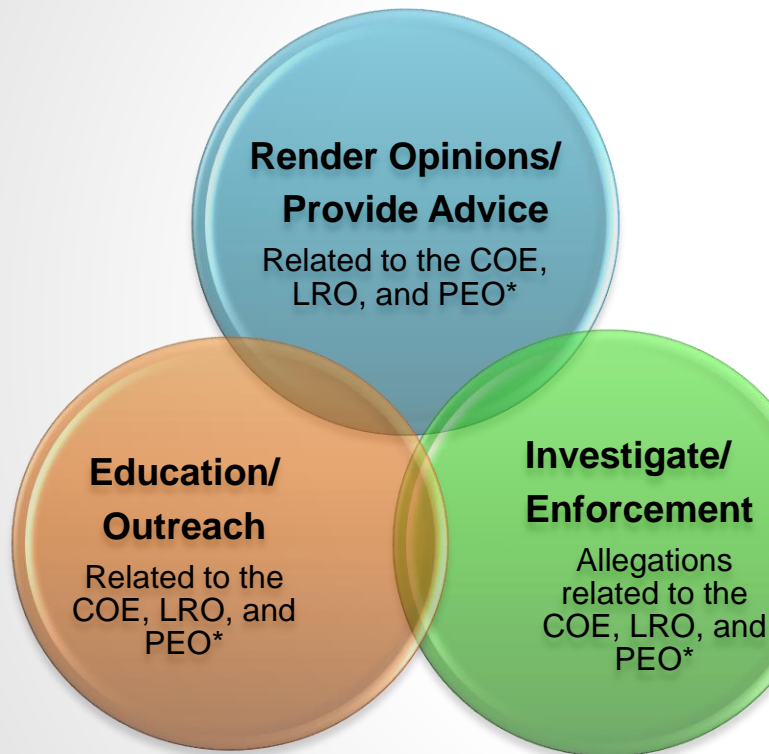 Render Opinions/
Provide Advice
Related to the COE,
LRO, and PEO*
Education/
Outreach
Related to the
COE, LRO, and
PEO*
Investigate/
Enforcement
Allegations
related to the
COE, LRO, and
PEO*